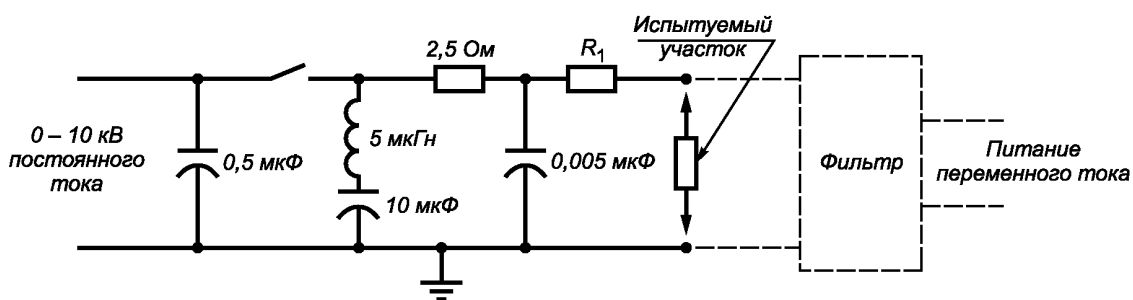 Испытуемый
участок
2,5 Ом
R1
0 – 10 кВ
постоянного
тока
0,5 мкФ
5 мкГн
10 мкФ
0,005 мкФ
Фильтр
Питание
переменного тока